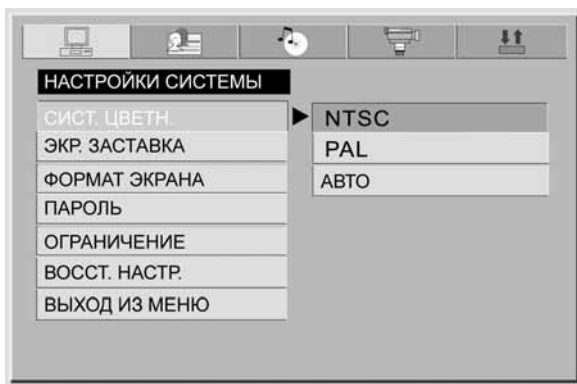 НАСТРОЙКИ СИСТЕМЫ
СИСТ. ЦВЕТН.
NTSC
ЭКР. ЗАСТАВКА
PAL
ФОРМАТ ЭКРАНА
АВТО
ПАРОЛЬ
ОГРАНИЧЕНИЕ
ВОССТ. НАСТР.
ВЫХОД ИЗ МЕНЮ